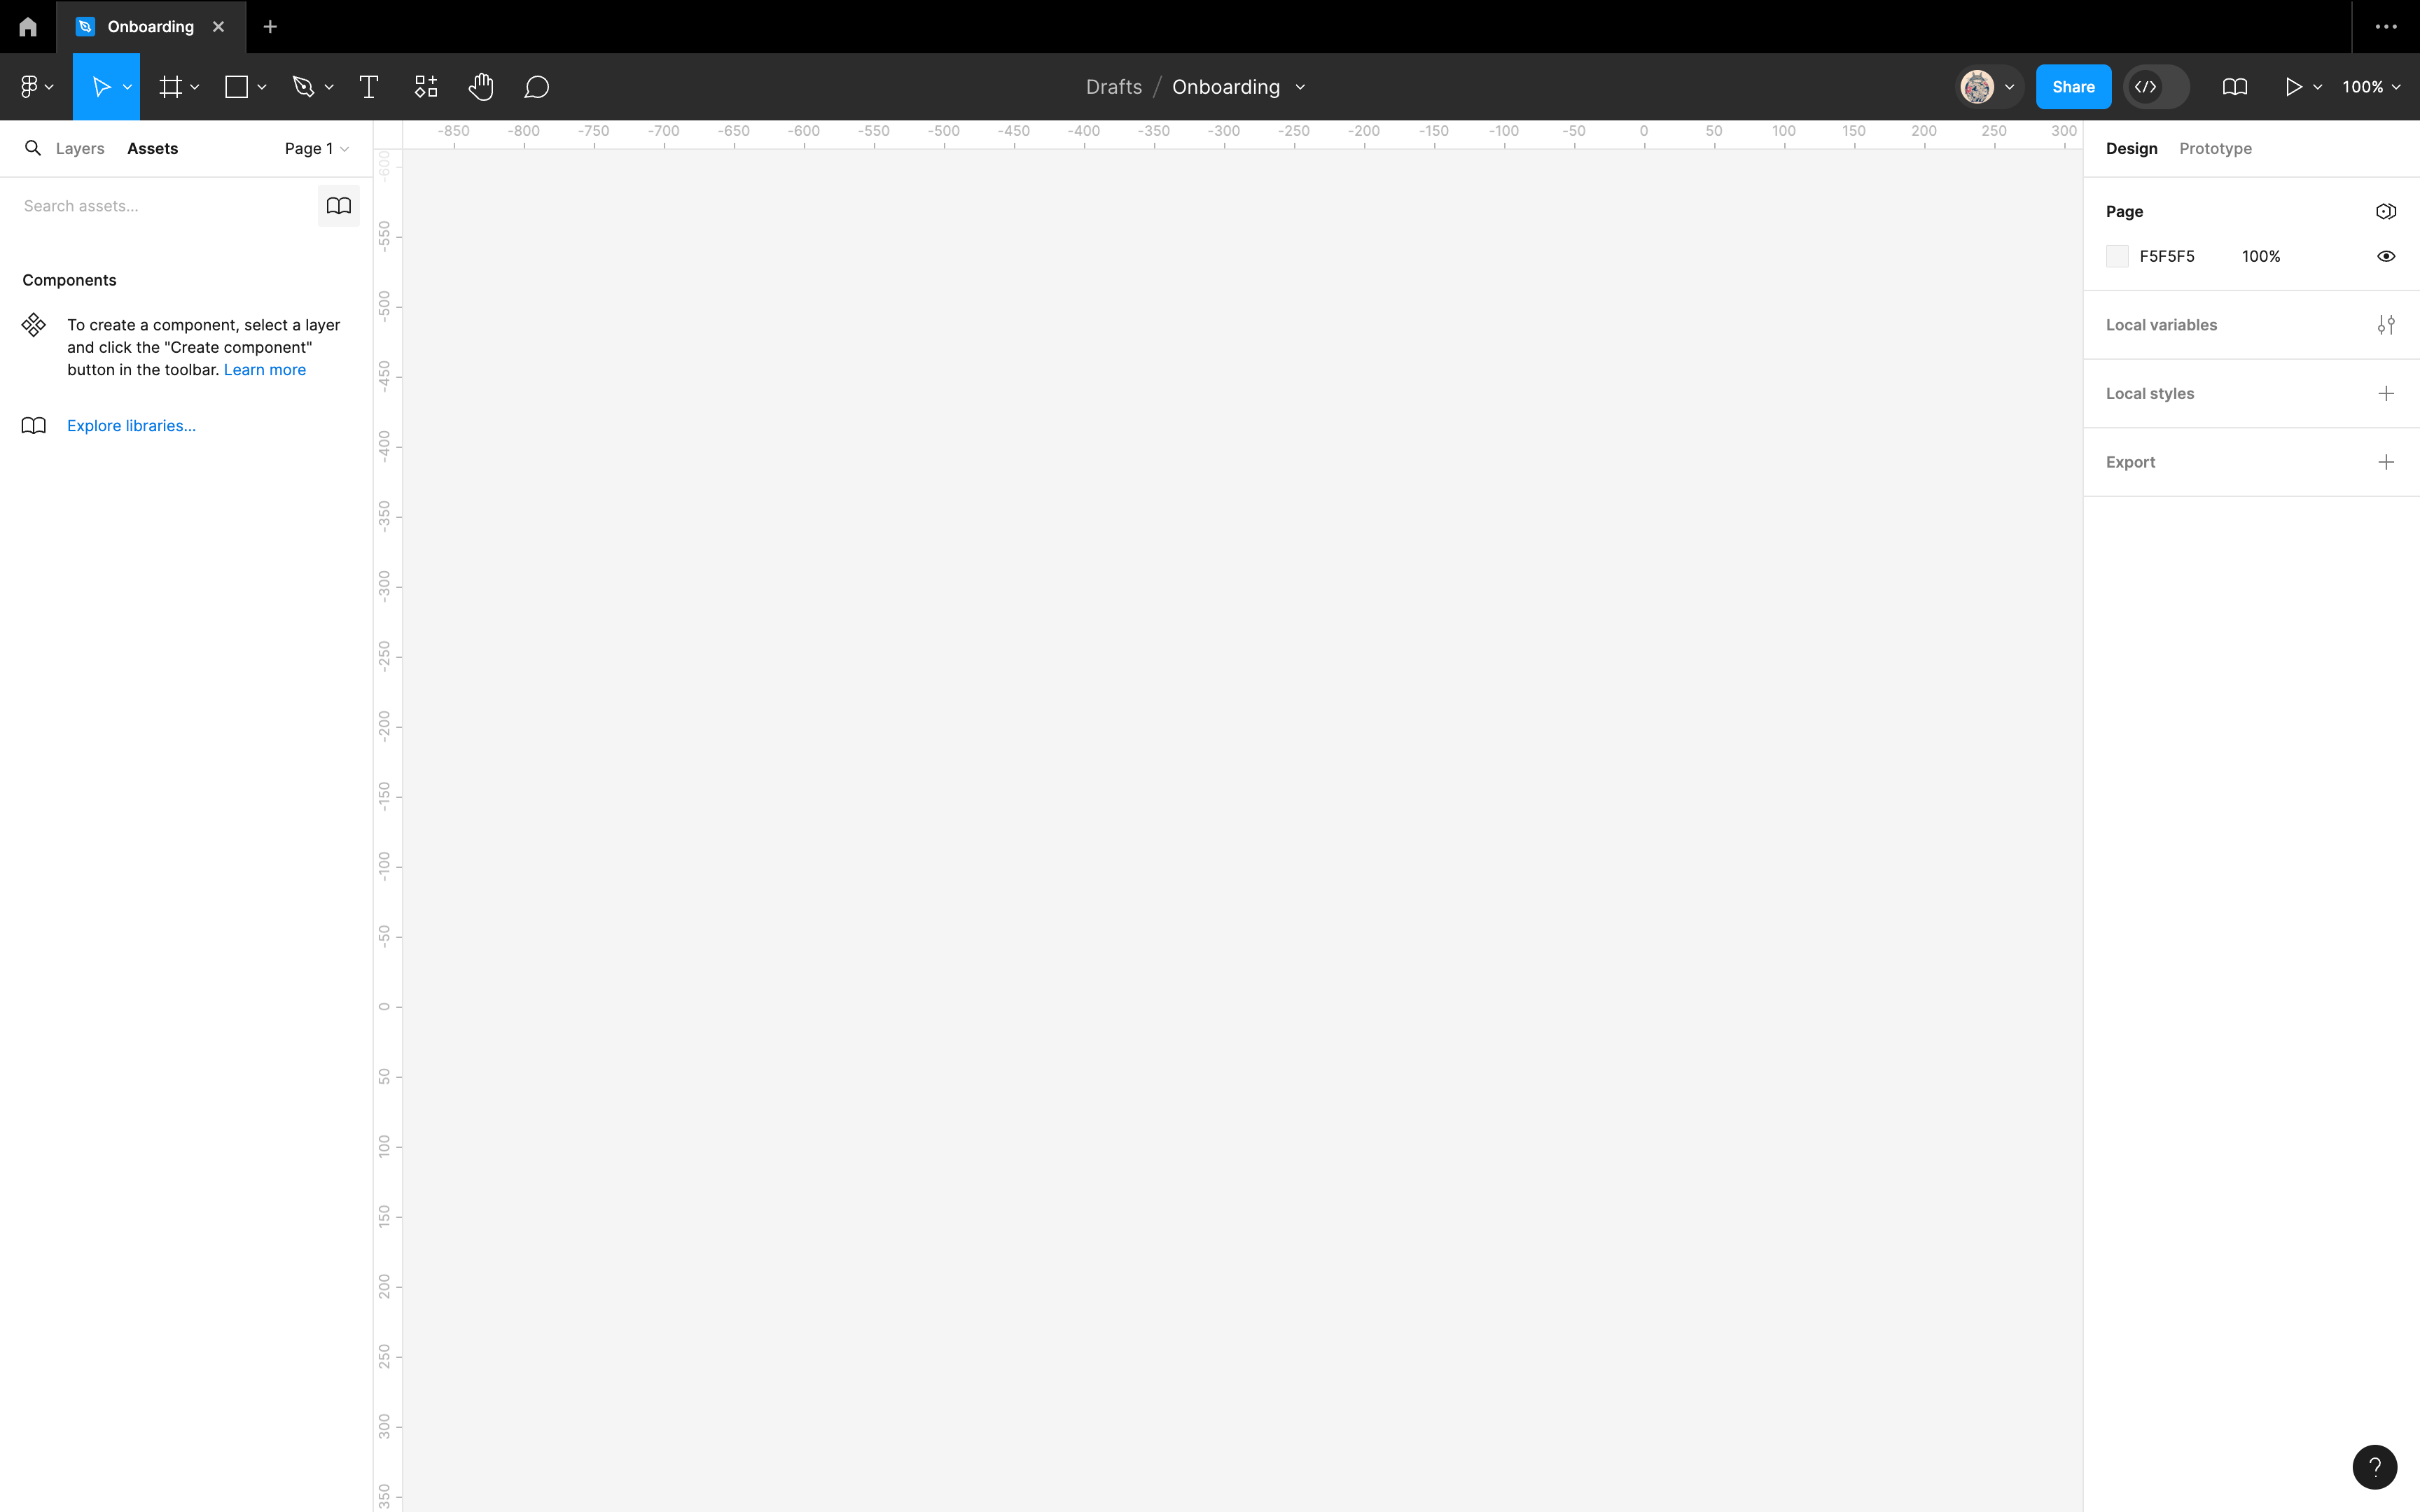 Onboarding
Drafts / Onboarding
Share
100%
Layers Assets Page 1
Search assets...
Components
To create a component, select a layer
and click the "Create component"
button in the toolbar. Learn more
Explore libraries...
-850 -800 -750 -700 -650 -600 -550 -500 -450 -400 -350 -300 -250 -200 -150 -100 -50 0 50 100 150 200 250 300
-600
-550
-500
-450
-400
-350
-300
-250
-200
-150
-100
-50
0
50
100
150
200
250
300
350
Design Prototype
Page
F5F5F5 100%
Local variables
Local styles
Export
?